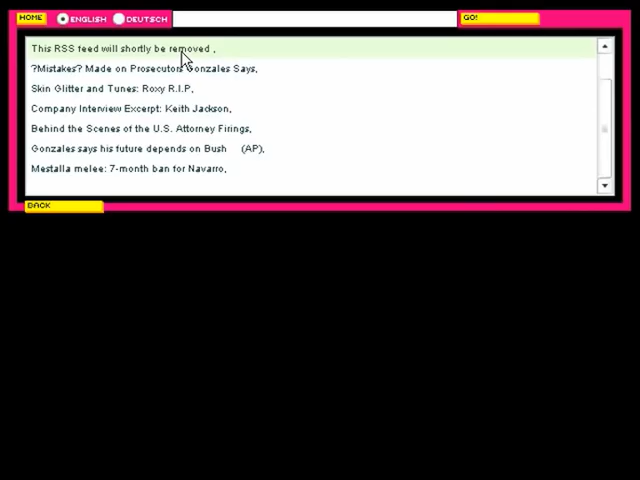 HOME ENGLISH DEUTSCH GO!
This RSS feed will shortly be removed ,
?Mistakes? Made on Prosecutors Gonzales Says,
Skin Glitter and Tunes: Roxy R.I.P,
Company Interview Excerpt: Keith Jackson,
Behind the Scenes of the U.S. Attorney Firings,
Gonzales says his future depends on Bush (AP),
Mestalla melee: 7-month ban for Navarro,
BACK